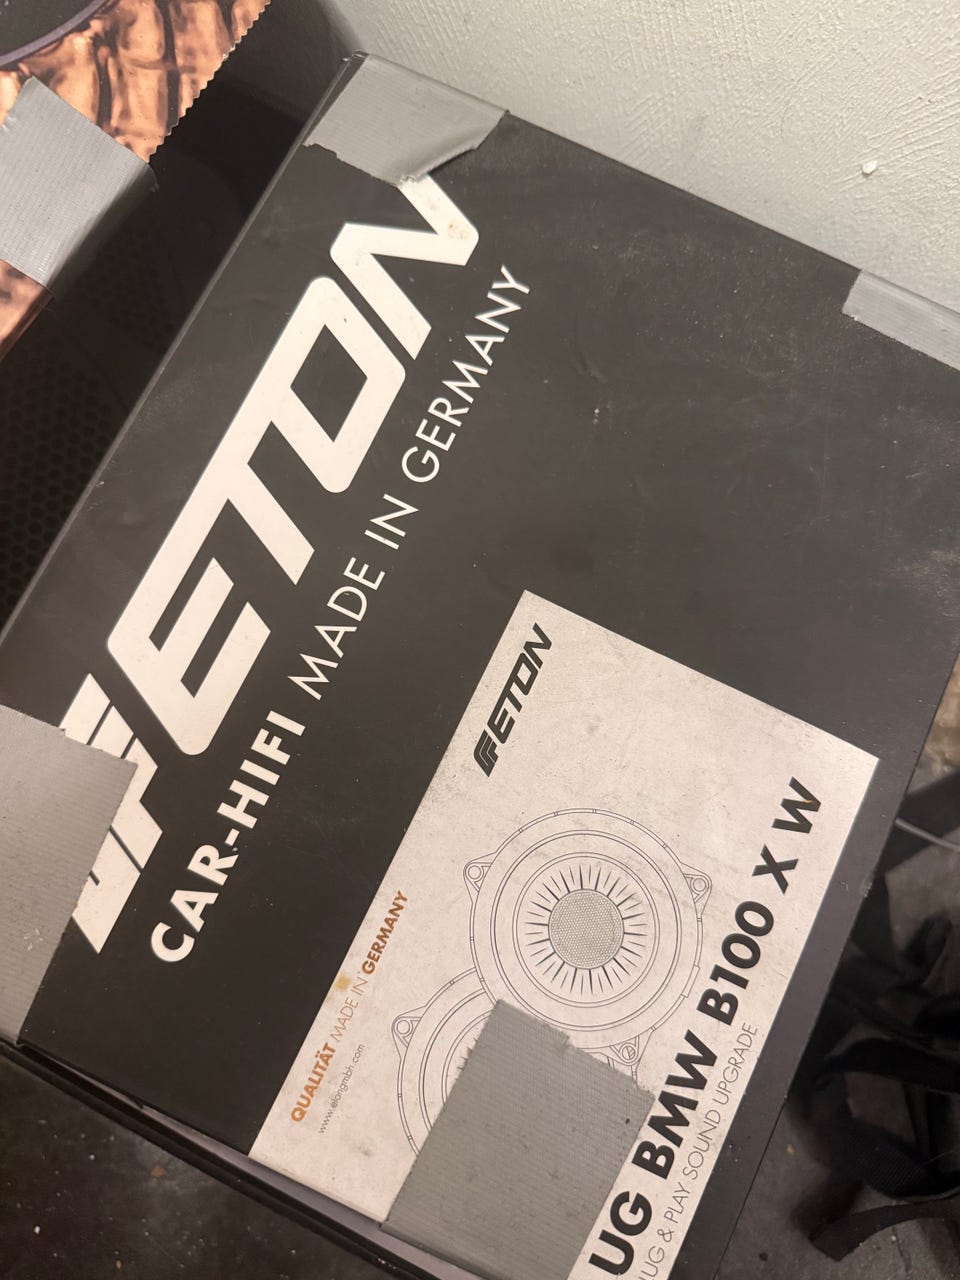 ETON
CAR-HIFI MADE IN GERMANY
ETON
QUALITÄT MADE IN GERMANY
www.etongmbh.com
UG BMW B100 X W
UG & PLAY SOUND UPGRADE